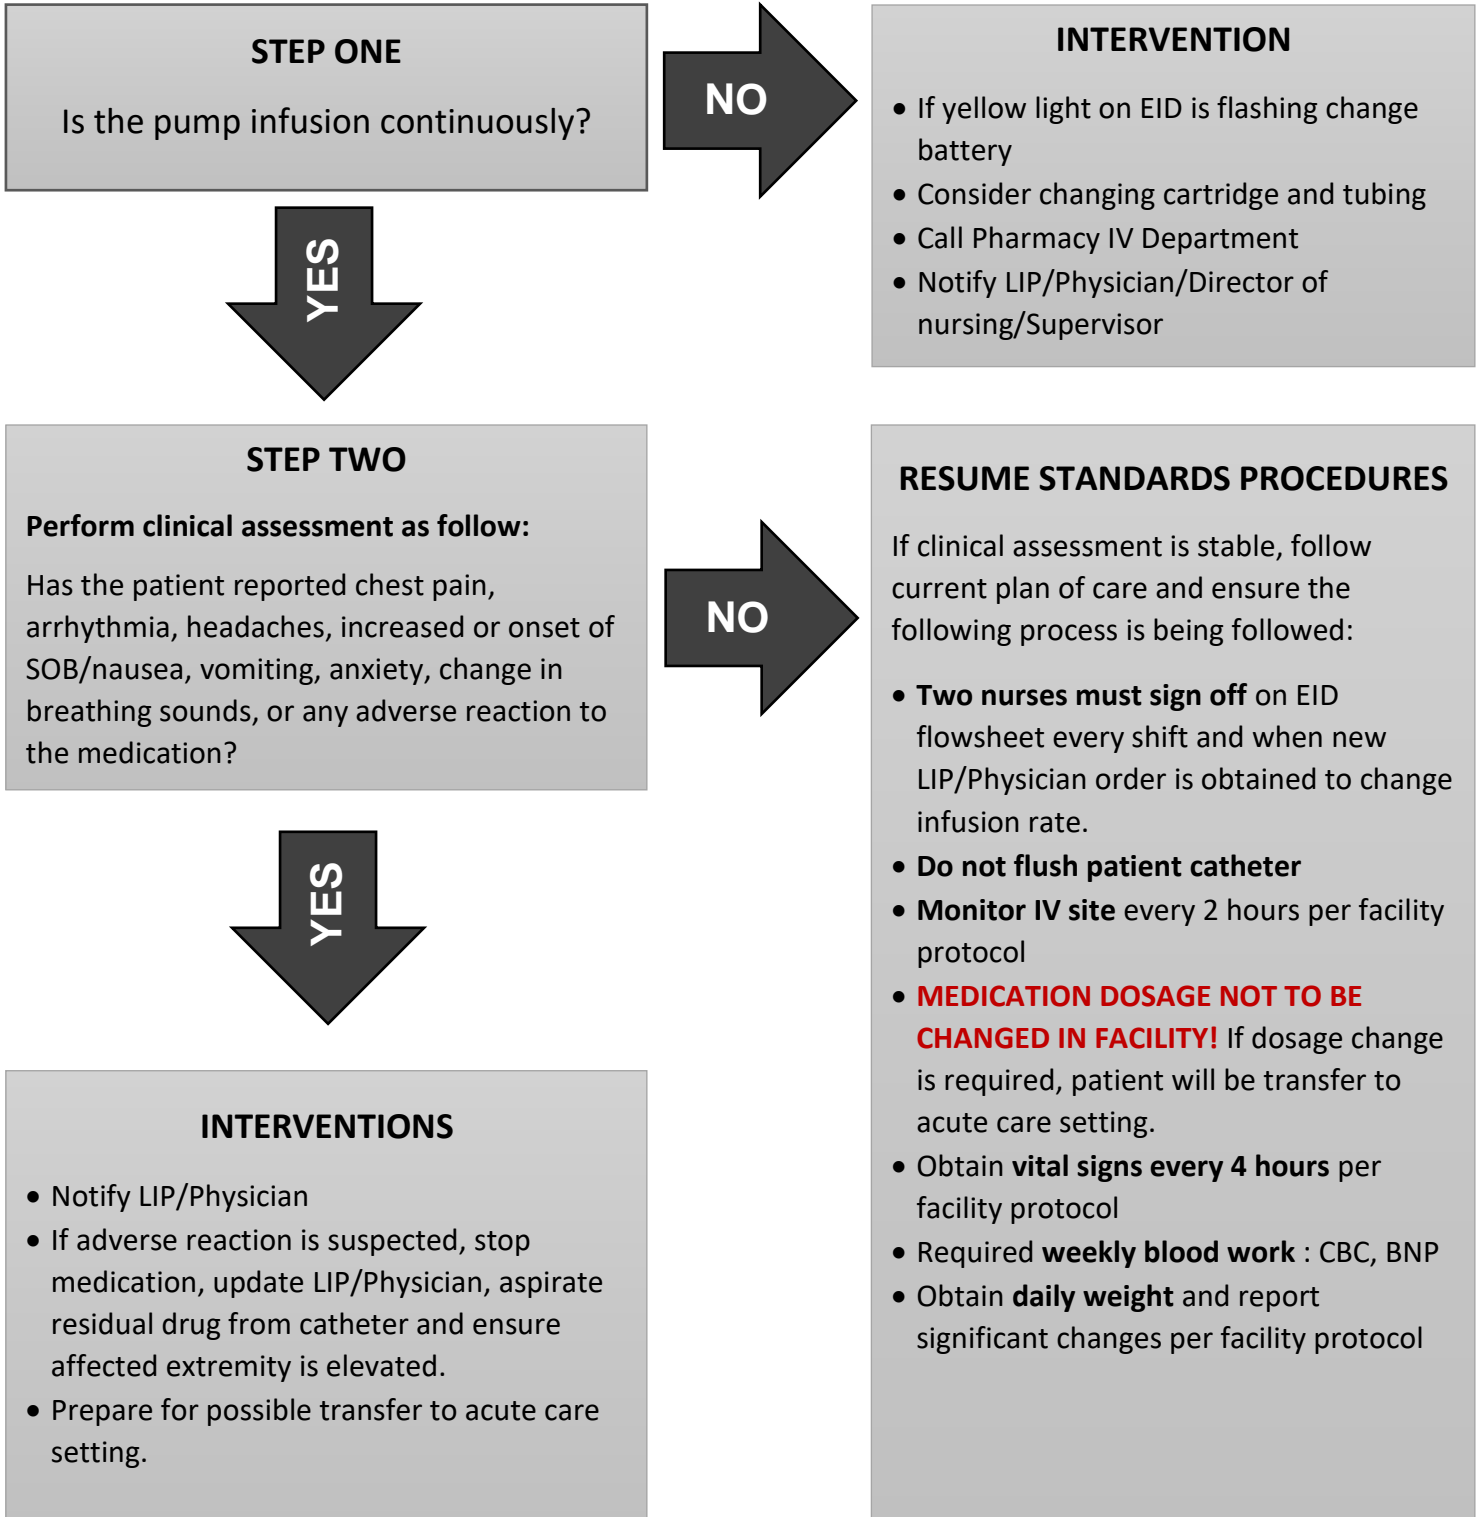 STEP ONE
Is the pump infusion continuously?
NO
INTERVENTION
• If yellow light on EID is flashing change
battery
• Consider changing cartridge and tubing
• Call Pharmacy IV Department
• Notify LIP/Physician/Director of
nursing/Supervisor
YES
STEP TWO
Perform clinical assessment as follow:
Has the patient reported chest pain,
arrhythmia, headaches, increased or onset of
SOB/nausea, vomiting, anxiety, change in
breathing sounds, or any adverse reaction to
the medication?
NO
RESUME STANDARDS PROCEDURES
If clinical assessment is stable, follow
current plan of care and ensure the
following process is being followed:
• Two nurses must sign off on EID
flowsheet every shift and when new
LIP/Physician order is obtained to change
infusion rate.
• Do not flush patient catheter
• Monitor IV site every 2 hours per facility
protocol
• MEDICATION DOSAGE NOT TO BE
CHANGED IN FACILITY! If dosage change
is required, patient will be transfer to
acute care setting.
• Obtain vital signs every 4 hours per
facility protocol
• Required weekly blood work : CBC, BNP
• Obtain daily weight and report
significant changes per facility protocol
YES
INTERVENTIONS
• Notify LIP/Physician
• If adverse reaction is suspected, stop
medication, update LIP/Physician, aspirate
residual drug from catheter and ensure
affected extremity is elevated.
• Prepare for possible transfer to acute care
setting.